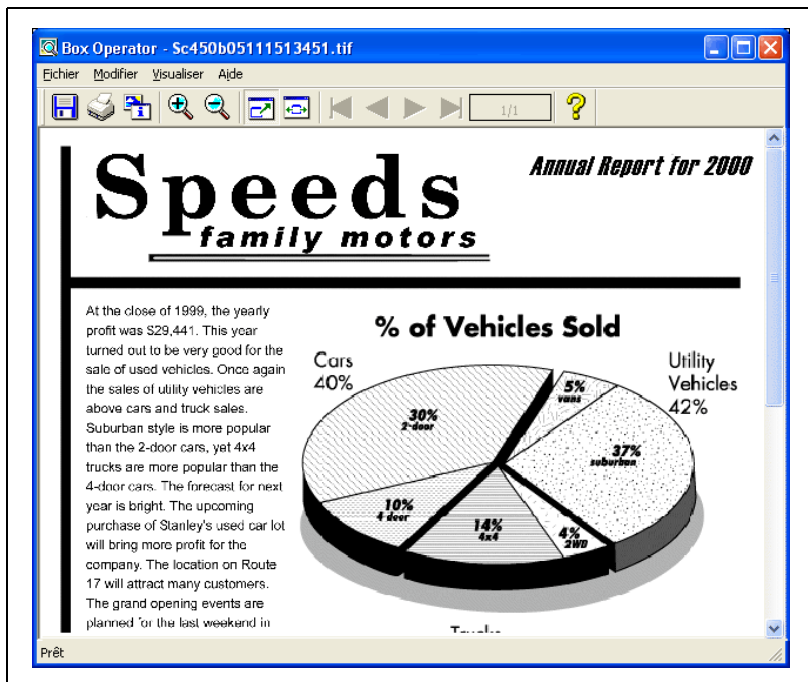 Box Operator - Sc450b05111513451.tif
Fichier Modifier Visualiser Aide
1/1
Speeds
family motors
Annual Report for 2000
At the close of 1999, the yearly
profit was $29,441. This year
turned out to be very good for the
sale of used vehicles. Once again
the sales of utility vehicles are
above cars and truck sales.
Suburban style is more popular
than the 2-door cars, yet 4x4
trucks are more popular than the
4-door cars. The forecast for next
year is bright. The upcoming
purchase of Stanley's used car lot
will bring more profit for the
company. The location on Route
17 will attract many customers.
The grand opening events are
planned for the last weekend in
% of Vehicles Sold
Cars
40%
Utility
Vehicles
42%
5%
vans
30%
2-door
37%
suburban
10%
4 door
14%
4x4
4%
2WD
Prêt